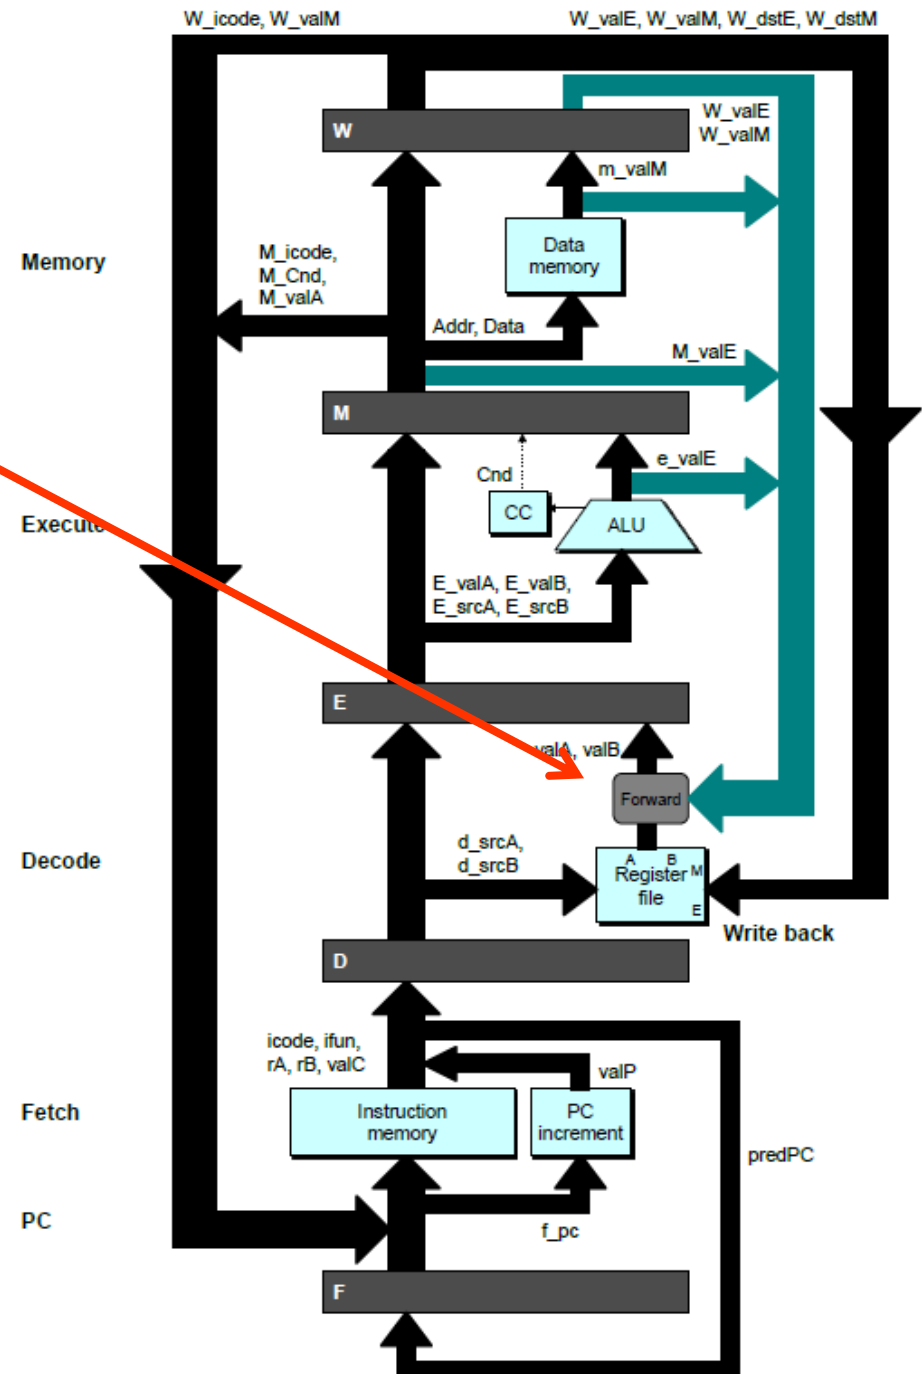 W_icode, W_valM
W_valE, W_valM, W_dstE, W_dstM
W
W_valE
W_valM
m_valM
Memory
Data
memory
M_icode,
M_Cnd,
M_valA
Addr, Data
M_valE
M
e_valE
Cnd
CC
ALU
Execute
E_valA, E_valB,
E_srcA, E_srcB
E
valA, valB
Forward
Decode
d_srcA,
d_srcB
A B
Register M
file
E
Write back
D
icode, ifun,
rA, rB, valC
valP
Fetch
Instruction
memory
PC
increment
predPC
PC
f_pc
F